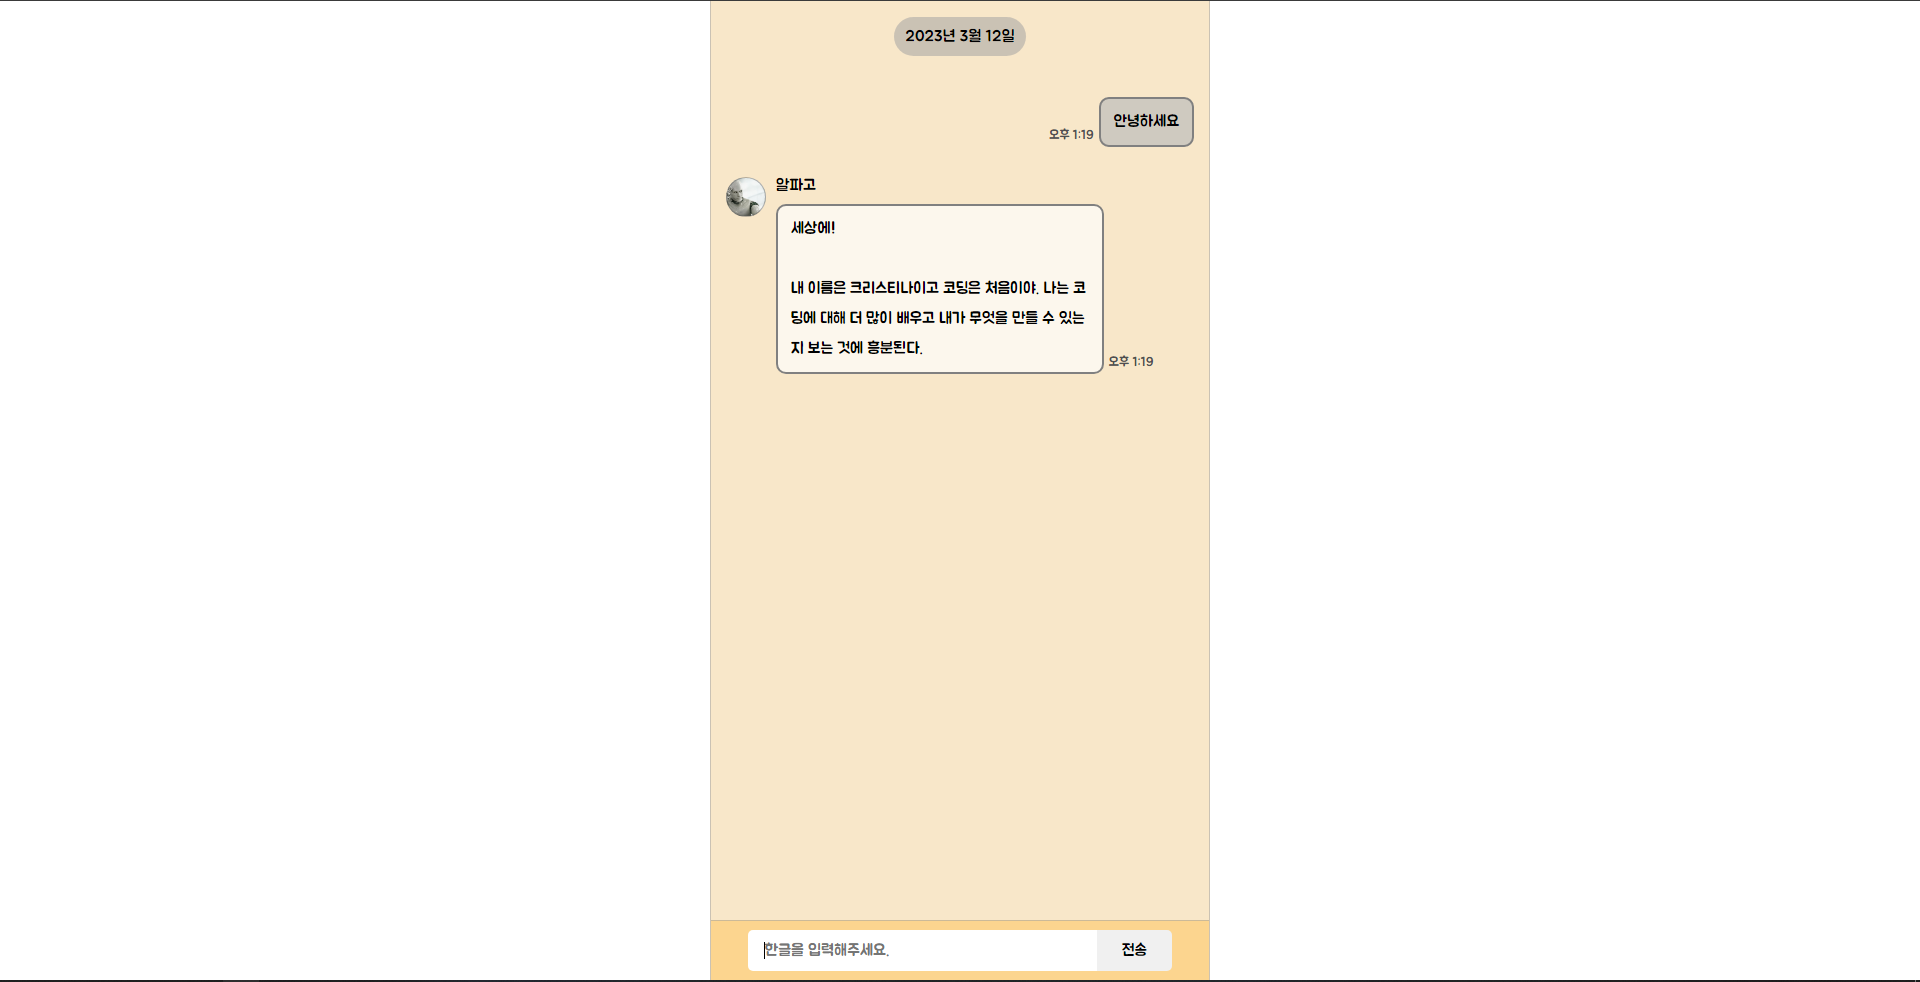 2023년 3월 12일
안녕하세요
오후 1:19
알파고
세상에!
내 이름은 크리스티나이고 코딩은 처음이야. 나는 코
딩에 대해 더 많이 배우고 내가 무엇을 만들 수 있는
지 보는 것에 흥분된다.
오후 1:19
한글을 입력해주세요.
전송